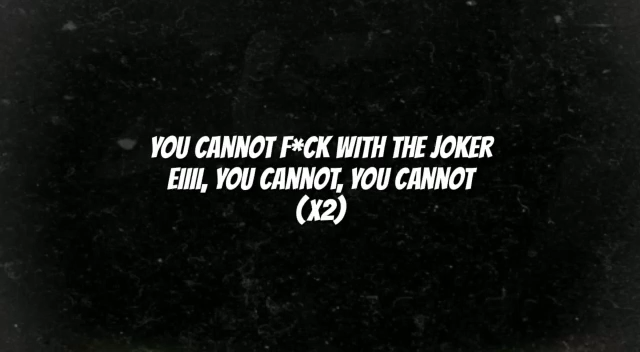 YOU CANNOT F*CK WITH THE JOKER
EIIII, YOU CANNOT, YOU CANNOT
(X2)